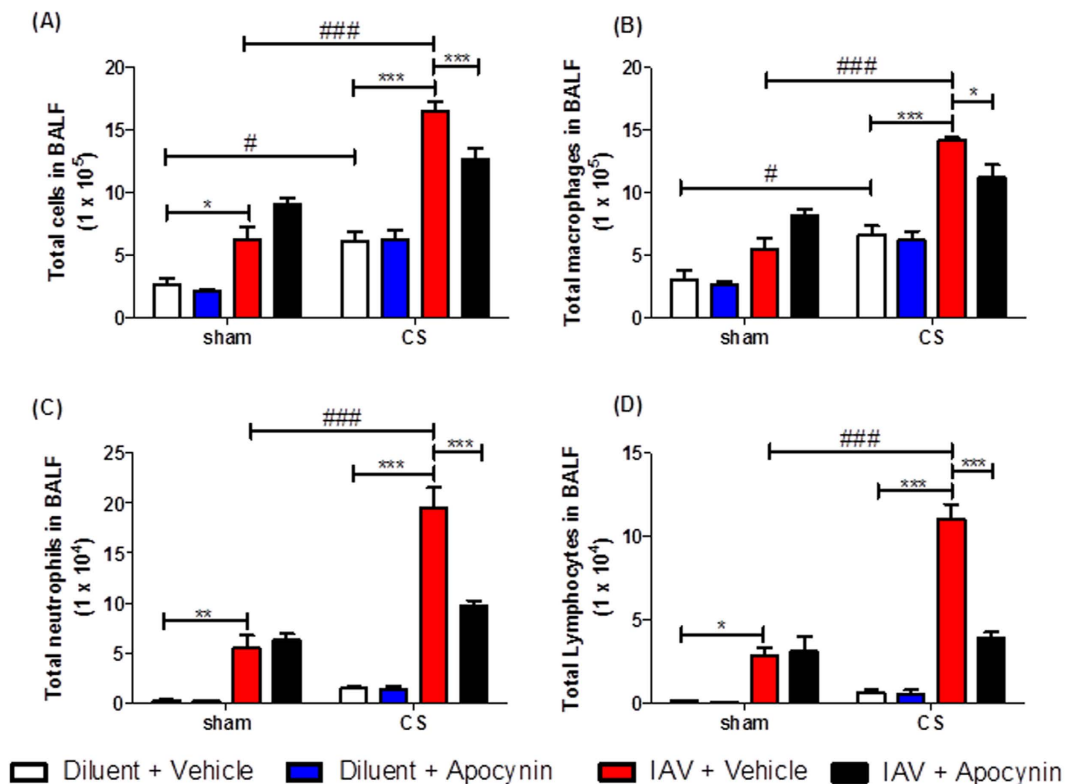 (A)
Total cells in BALF
(1 x 10⁵)
20
15
10
5
0
###
***
***
#
*
sham
CS
(B)
Total macrophages in BALF
(1 x 10⁵)
20
15
10
5
0
###
*
***
#
sham
CS
(C)
Total neutrophils in BALF
(1 x 10⁴)
25
20
15
10
5
0
###
***
***
**
sham
CS
(D)
Total Lymphocytes in BALF
(1 x 10⁴)
15
10
5
0
###
***
***
*
sham
CS
Diluent + Vehicle
Diluent + Apocynin
IAV + Vehicle
IAV + Apocynin